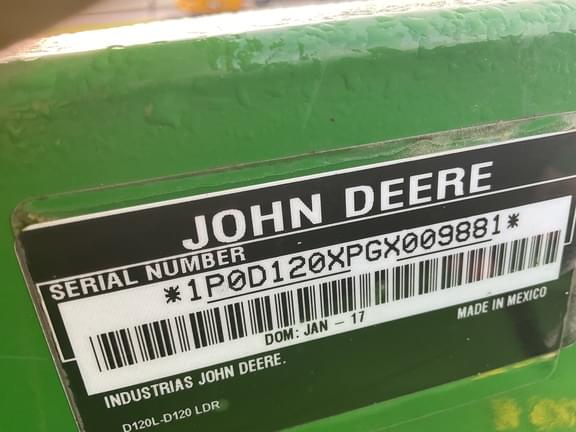 JOHN DEERE
SERIAL NUMBER
*1P0D120XPGX009881*
DOM: JAN - 17
MADE IN MEXICO
INDUSTRIAS JOHN DEERE.
D120L-D120 LDR